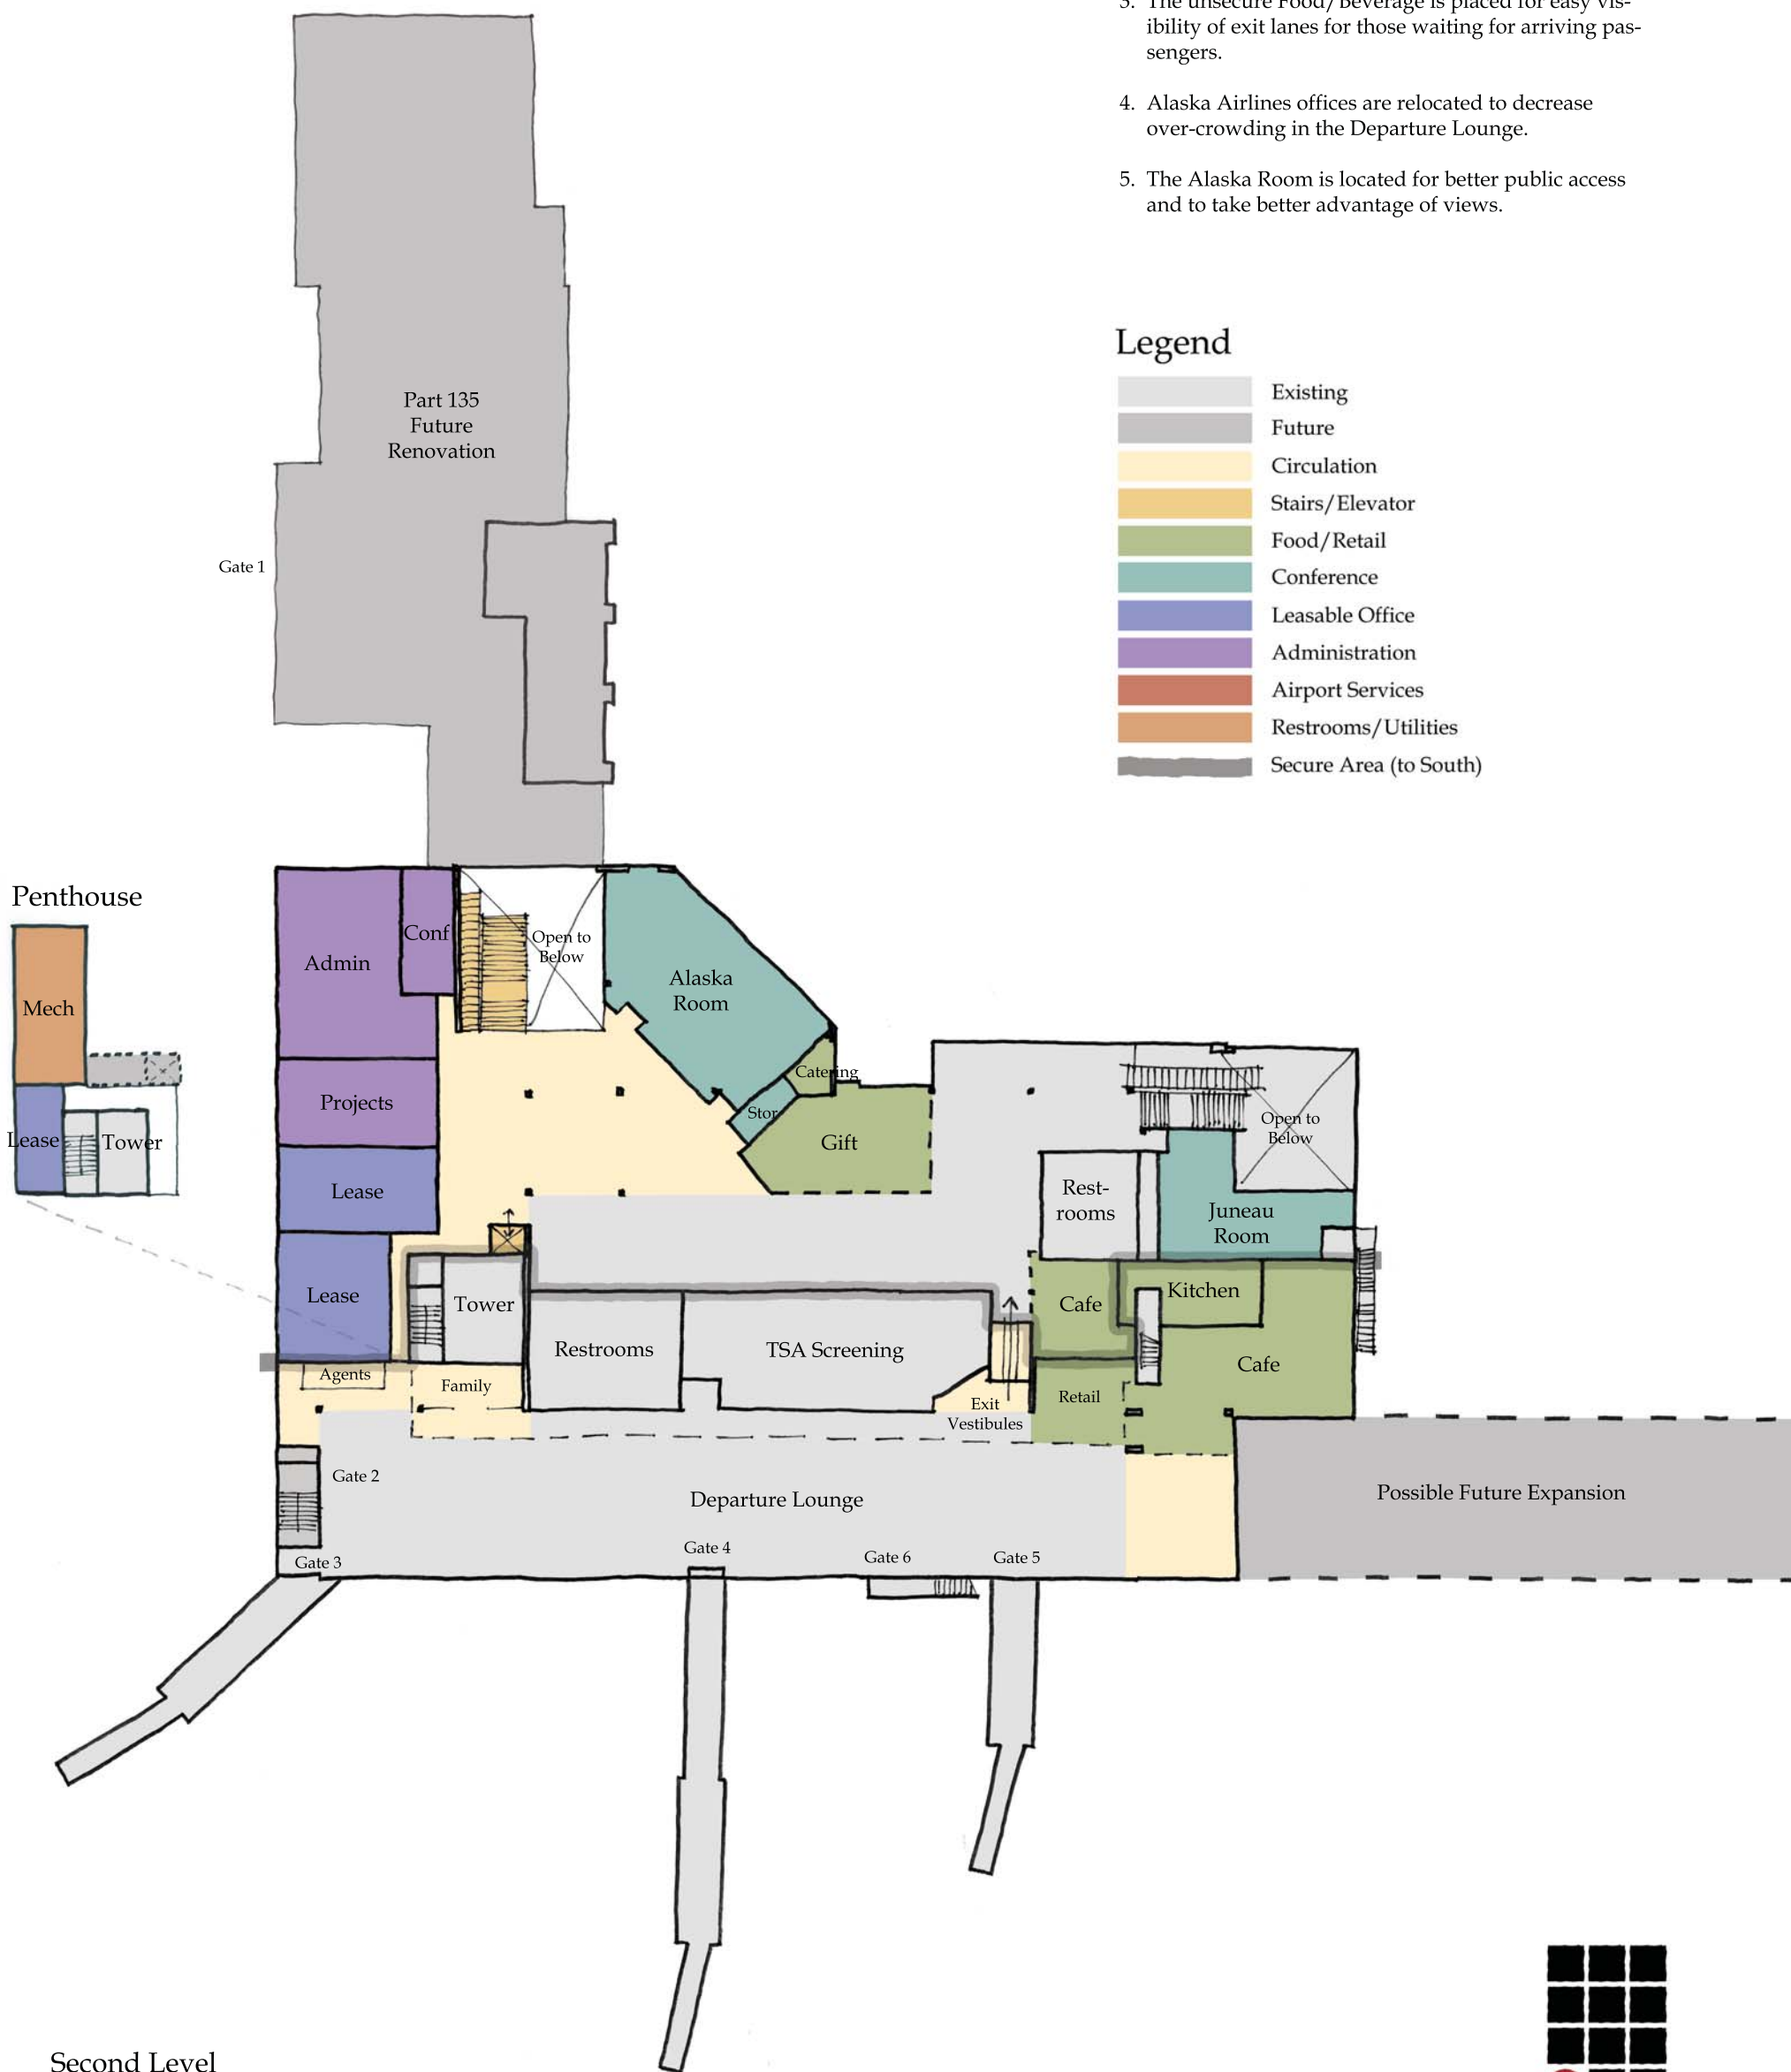 3. The unsecure Food/Beverage is placed for easy vis-
ibility of exit lanes for those waiting for arriving pas-
sengers.
4. Alaska Airlines offices are relocated to decrease
over-crowding in the Departure Lounge.
5. The Alaska Room is located for better public access
and to take better advantage of views.
Legend
Existing
Future
Circulation
Stairs/Elevator
Food/Retail
Conference
Leasable Office
Administration
Airport Services
Restrooms/Utilities
Secure Area (to South)
Part 135
Future
Renovation
Gate 1
Penthouse
Mech
Lease
Tower
Admin
Conf
Open to
Below
Alaska
Room
Catering
Stor
Gift
Projects
Lease
Lease
Tower
Agents
Family
Restrooms
TSA Screening
Exit
Vestibules
Open to
Below
Rest-
rooms
Juneau
Room
Cafe
Kitchen
Cafe
Retail
Gate 2
Departure Lounge
Possible Future Expansion
Gate 3
Gate 4
Gate 6
Gate 5
Second Level